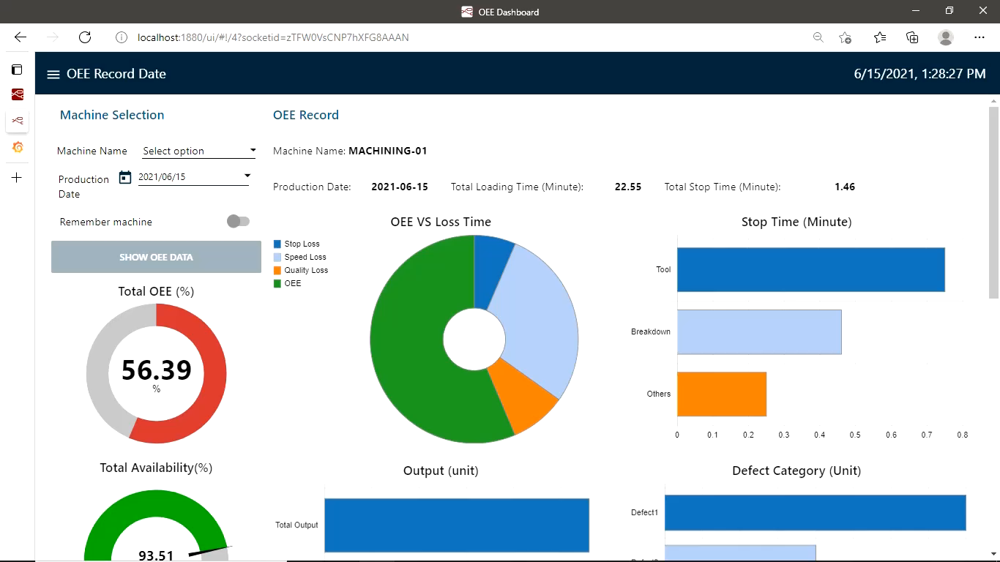 OEE Dashboard
localhost:1880/ui/#!/4?socketid=zTFW0VsCNP7hXFG8AAAN
OEE Record Date
6/15/2021, 1:28:27 PM
Machine Selection
Machine Name
Select option
Production
Date
2021/06/15
Remember machine
SHOW OEE DATA
Total OEE (%)
56.39
%
Total Availability(%)
93.51
OEE Record
Machine Name: MACHINING-01
Production Date: 2021-06-15 Total Loading Time (Minute): 22.55 Total Stop Time (Minute): 1.46
OEE VS Loss Time
Stop Loss
Speed Loss
Quality Loss
OEE
Stop Time (Minute)
Tool
Breakdown
Others
0 0.1 0.2 0.3 0.4 0.5 0.6 0.7 0.8
Output (unit)
Total Output
Defect Category (Unit)
Defect1